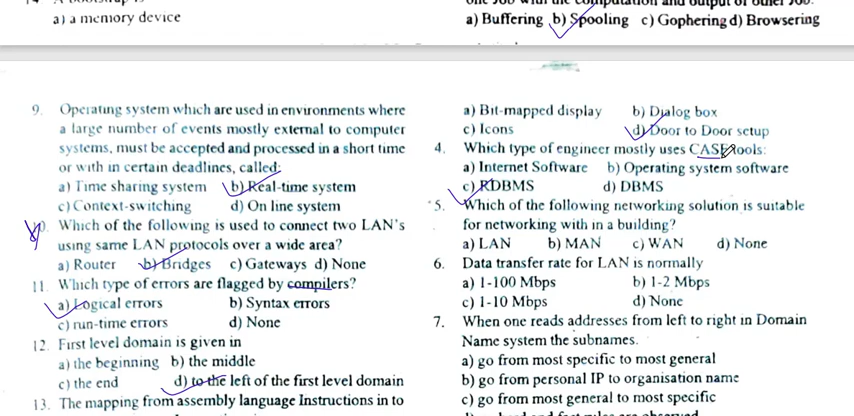 a) a memory device
a) Buffering b) Spooling c) Gophering d) Browsering
9. Operating system which are used in environments where
a large number of events mostly external to computer
systems, must be accepted and processed in a short time
or with in certain deadlines, called:
a) Time sharing system b) Real-time system
c) Context-switching d) On line system
Which of the following is used to connect two LAN's
using same LAN protocols over a wide area?
a) Router b) Bridges c) Gateways d) None
11. Which type of errors are flagged by compilers?
a) Logical errors b) Syntax errors
c) run-time errors d) None
12. First level domain is given in
a) the beginning b) the middle
c) the end d) to the left of the first level domain
13. The mapping from assembly language Instructions in to
a) Bit-mapped display b) Dialog box
c) Icons d) Door to Door setup
4. Which type of engineer mostly uses CASE tools:
a) Internet Software b) Operating system software
c) RDBMS d) DBMS
5. Which of the following networking solution is suitable
for networking with in a building?
a) LAN b) MAN c) WAN d) None
6. Data transfer rate for LAN is normally
a) 1-100 Mbps b) 1-2 Mbps
c) 1-10 Mbps d) None
7. When one reads addresses from left to right in Domain
Name system the subnames.
a) go from most specific to most general
b) go from personal IP to organisation name
c) go from most general to most specific